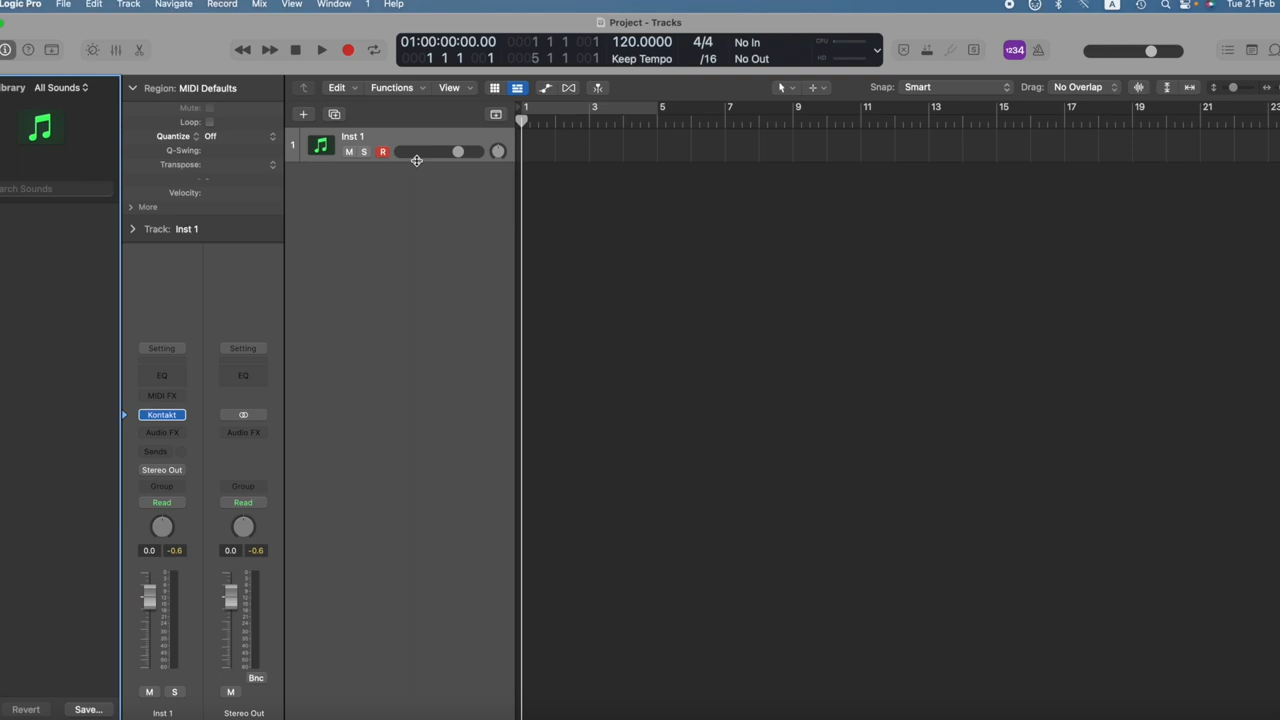 Logic Pro File Edit Track Navigate Record Mix View Window 1 Help A Tue 21 Feb
Project - Tracks
01:00:00:00.00 0001 1 1 001 120.0000 4/4 No In CPU
0001 1 1 001 0005 1 1 001 Keep Tempo /16 No Out HD
S 1234
ibrary All Sounds Region: MIDI Defaults Edit Functions View Snap: Smart Drag: No Overlap
Mute:
Loop:
Quantize Off
Q-Swing:
Transpose:
- -
Velocity:
More
Track: Inst 1
arch Sounds
1 3 5 7 9 11 13 15 17 19 21 23
1 Inst 1
M S R
Setting Setting
EQ EQ
MIDI FX
Kontakt
Audio FX Audio FX
Sends
Stereo Out
Group Group
Read Read
0.0 -0.6 0.0 -0.6
Bnc
M S M
Revert Save... Inst 1 Stereo Out